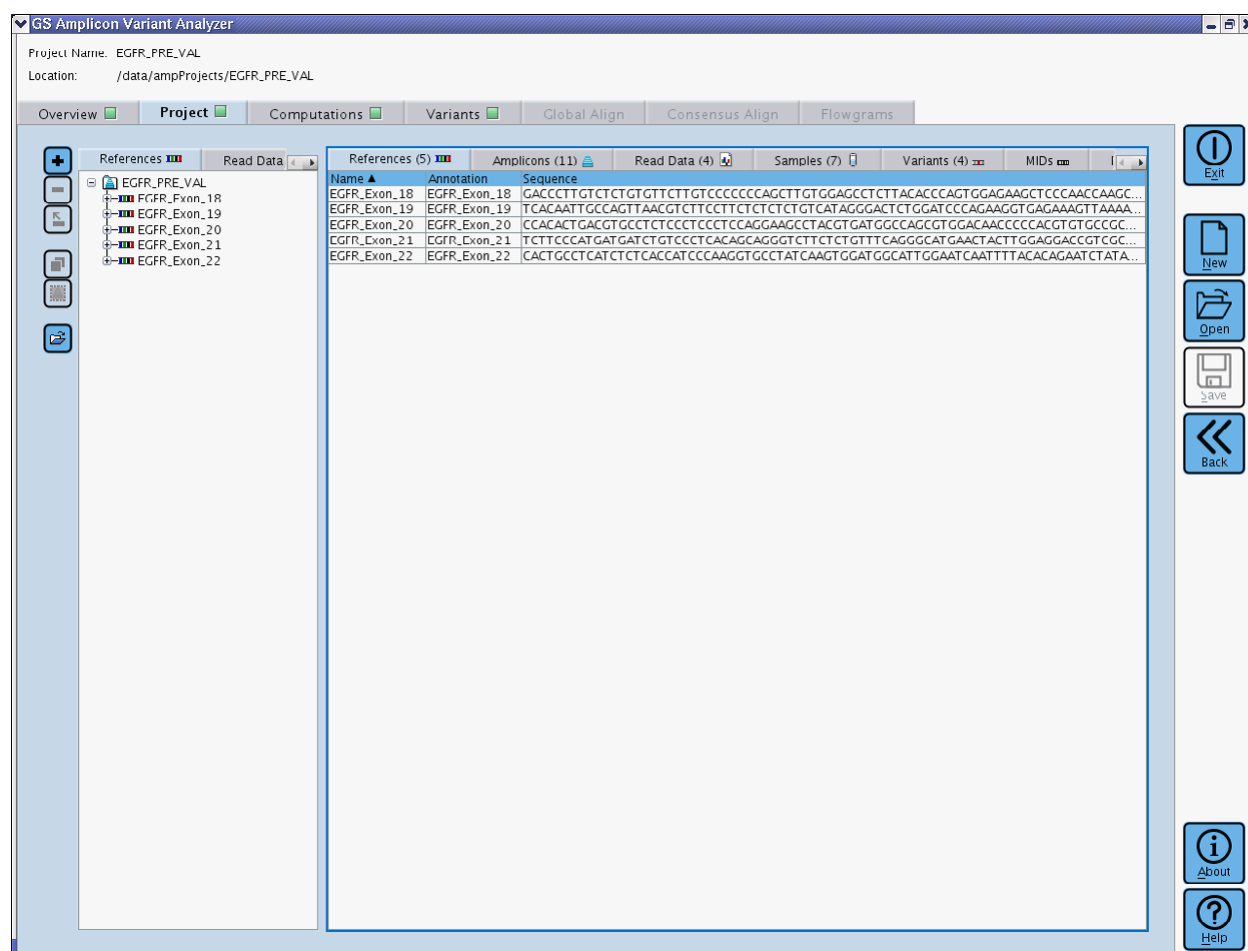 GS Amplicon Variant Analyzer
Project Name: EGFR_PRE_VAL
Location: /data/ampProjects/EGFR_PRE_VAL
Overview Project Computations Variants Global Align Consensus Align Flowgrams
References Read Data
EGFR_PRE_VAL
EGFR_Exon_18
EGFR_Exon_19
EGFR_Exon_20
EGFR_Exon_21
EGFR_Exon_22
References (5) Amplicons (11) Read Data (4) Samples (7) Variants (4) MIDs
Name ▲ Annotation Sequence
EGFR_Exon_18 EGFR_Exon_18 GACCCTTGTCTCTGTGTTCTTGTCCCCCCCAGCTTGTGGAGCCTCTTACACCCAGTGGAGAAGCTCCCAACCAAGC...
EGFR_Exon_19 EGFR_Exon_19 TCACAATTGCCAGTTAACGTCTTCCTTCTCTCTCTGTCATAGGGACTCTGGATCCCAGAAGGTGAGAAAGTTAAAA...
EGFR_Exon_20 EGFR_Exon_20 CCACACTGACGTGCCTCTCCCTCCCTCCAGGAAGCCTACGTGATGGCCAGCGTGGACAACCCCCACGTGTGCCGC...
EGFR_Exon_21 EGFR_Exon_21 TCTTCCCATGATGATCTGTCCCTCACAGCAGGGTCTTCTCTGTTTCAGGGCATGAACTACTTGGAGGACCGTCGC...
EGFR_Exon_22 EGFR_Exon_22 CACTGCCTCATCTCTCACCATCCCAAGGTGCCTATCAAGTGGATGGCATTGGAATCAATTTTACACAGAATCTATA...
Exit
New
Open
Save
Back
About
Help